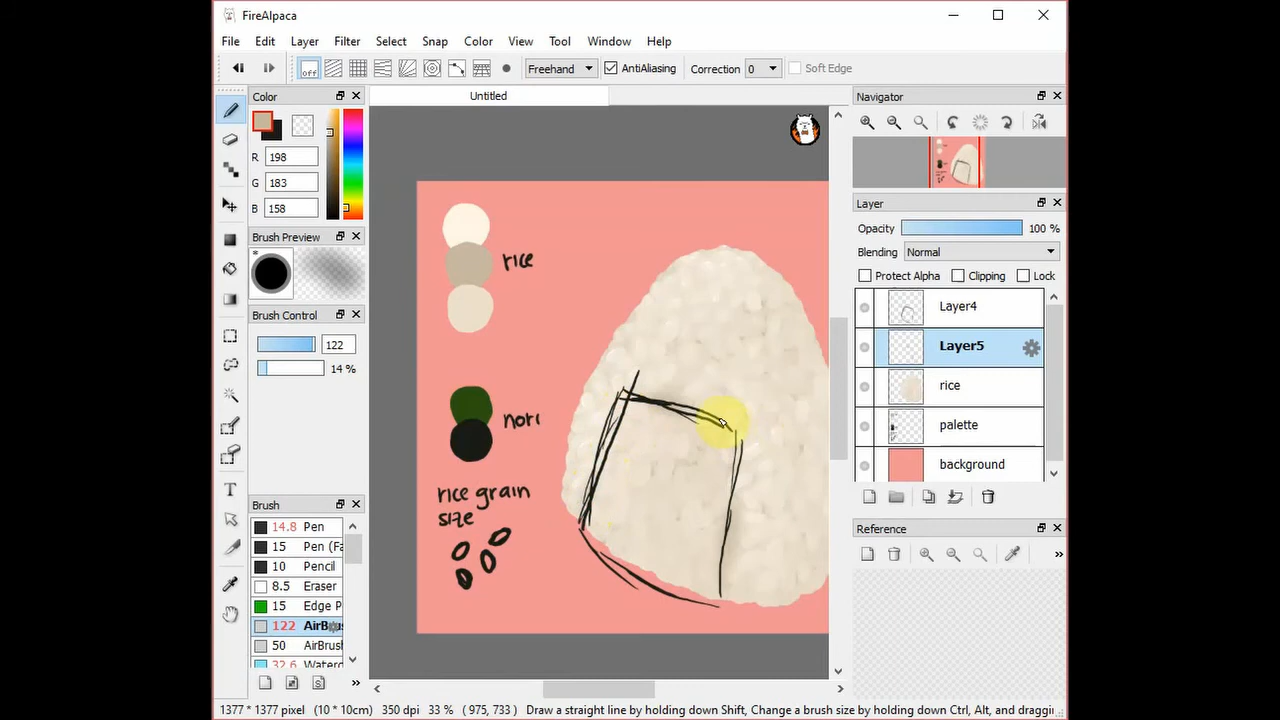 FireAlpaca
File Edit Layer Filter Select Snap Color View Tool Window Help
off Freehand AntiAliasing Correction 0 Soft Edge
Color
Untitled
Navigator
R 198
G 183
B 158
Brush Preview
*
Brush Control
122
14 %
Brush
14.8 Pen
15 Pen (Fa
10 Pencil
8.5 Eraser
15 Edge P
122 AirBrus
50 AirBrush
32.6 Waterc
rice
nori
rice grain
size
Layer
Opacity 100 %
Blending Normal
Protect Alpha Clipping Lock
Layer4
Layer5
rice
palette
background
Reference
1377 * 1377 pixel (10 * 10cm) 350 dpi 33 % ( 975, 733 ) Draw a straight line by holding down Shift, Change a brush size by holding down Ctrl, Alt, and draggin